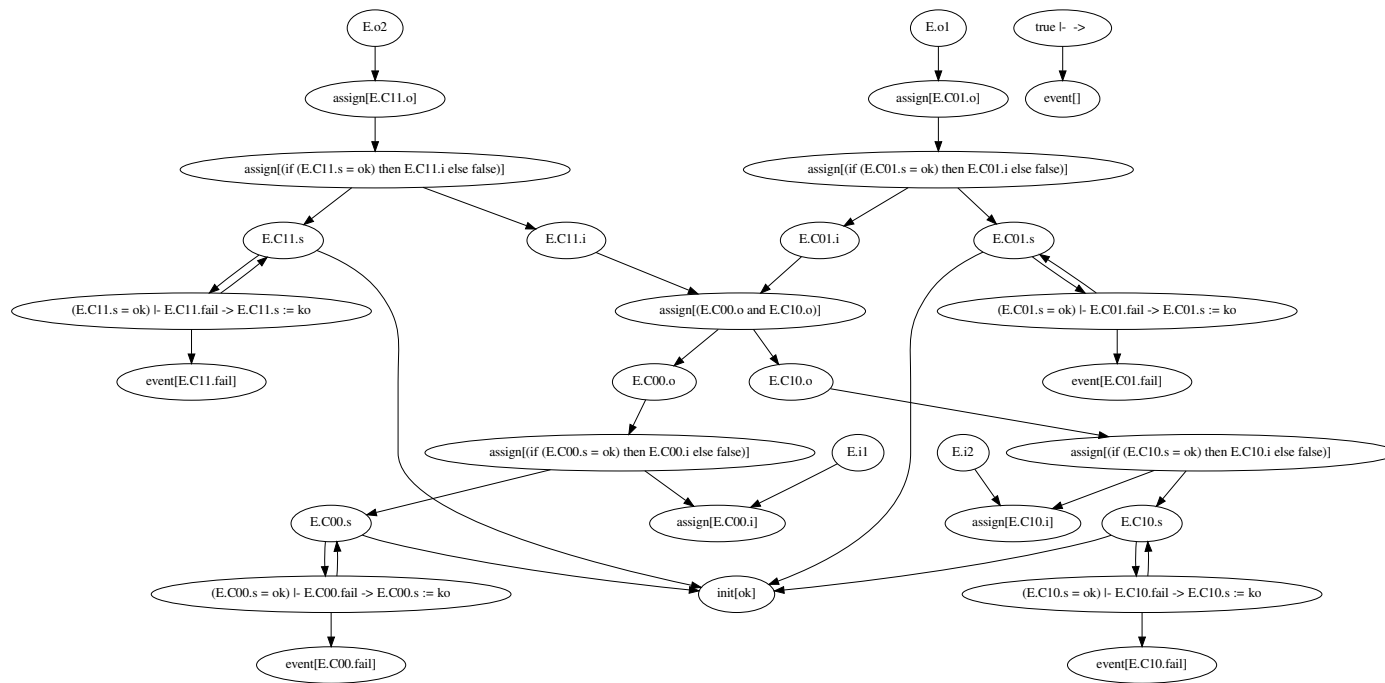 E.o2
E.o1
true |- ->
assign[E.C11.o]
assign[E.C01.o]
event[]
assign[(if (E.C11.s = ok) then E.C11.i else false)]
assign[(if (E.C01.s = ok) then E.C01.i else false)]
E.C11.s
E.C11.i
E.C01.i
E.C01.s
(E.C11.s = ok) |- E.C11.fail -> E.C11.s := ko
assign[(E.C00.o and E.C10.o)]
(E.C01.s = ok) |- E.C01.fail -> E.C01.s := ko
event[E.C11.fail]
E.C00.o
E.C10.o
event[E.C01.fail]
assign[(if (E.C00.s = ok) then E.C00.i else false)]
E.i1
E.i2
assign[(if (E.C10.s = ok) then E.C10.i else false)]
E.C00.s
assign[E.C00.i]
assign[E.C10.i]
E.C10.s
(E.C00.s = ok) |- E.C00.fail -> E.C00.s := ko
init[ok]
(E.C10.s = ok) |- E.C10.fail -> E.C10.s := ko
event[E.C00.fail]
event[E.C10.fail]